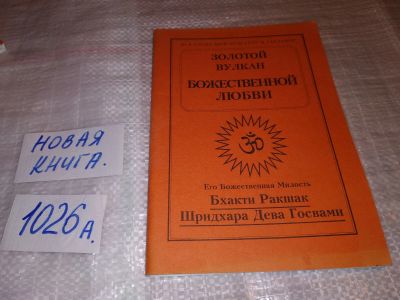 ЗОЛОТОЙ
ВУЛКАН
БОЖЕСТВЕННОЙ
ЛЮБВИ
ॐ
Его Божественная Милость
Бхакти Ракшак
Шридхара Дева Госвами
НОВАЯ
КНИГА.
1026А.